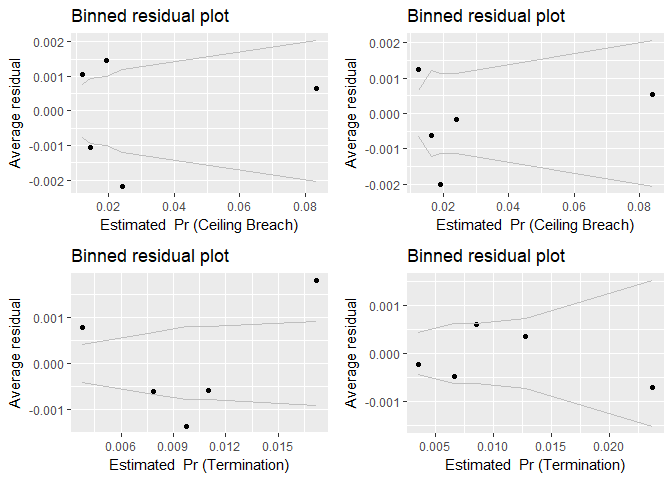 Binned residual plot
0.002
0.001
0.000
-0.001
-0.002
Average residual
0.02
0.04
0.06
0.08
Estimated  Pr (Ceiling Breach)
Binned residual plot
0.002
0.001
0.000
-0.001
-0.002
Average residual
0.02
0.04
0.06
0.08
Estimated  Pr (Ceiling Breach)
Binned residual plot
0.001
0.000
-0.001
Average residual
0.006
0.009
0.012
0.015
Estimated  Pr (Termination)
Binned residual plot
0.001
0.000
-0.001
Average residual
0.005
0.010
0.015
0.020
Estimated  Pr (Termination)